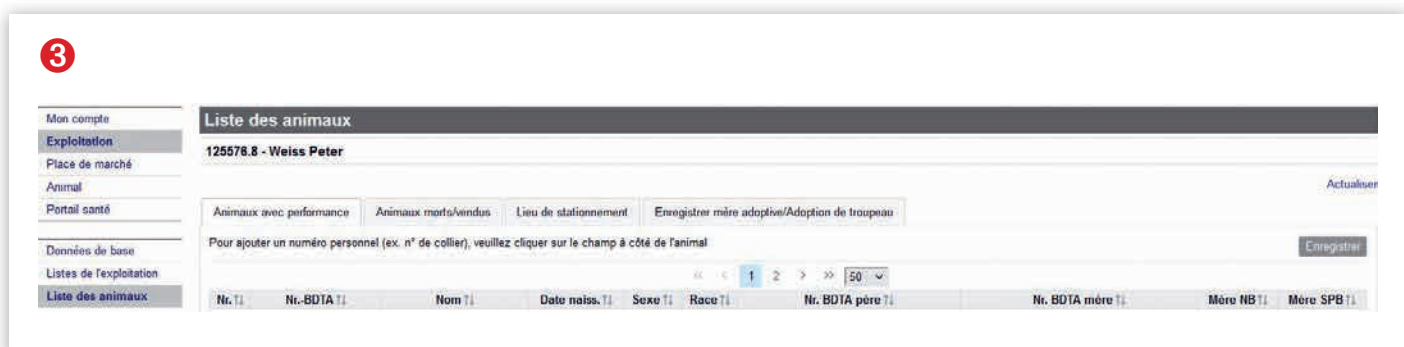 3
Mon compte
Exploitation
Place de marché
Animal
Portail santé
Données de base
Listes de l'exploitation
Liste des animaux
Liste des animaux
125576.8 - Weiss Peter
Actualiser
Animaux avec performance Animaux morts/vendus Lieu de stationnement Enregistrer mère adoptive/Adoption de troupeau
Pour ajouter un numéro personnel (ex. n° de collier), veuillez cliquer sur le champ à côté de l'animal
Enregistrer
« < 1 2 > » 50
Nr. Nr.-BDTA Nom Date naiss. Sexe Race Nr. BDTA père Nr. BDTA mère Mère NB Mère SPB